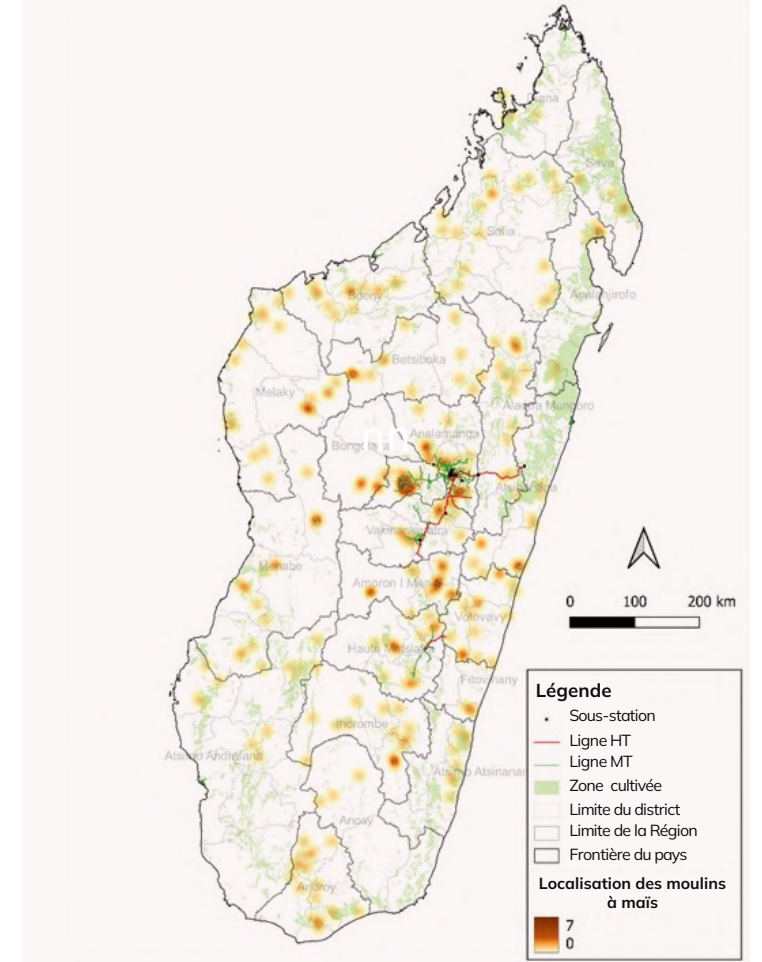 Diana
Sava
Sofia
Boeny
Analanjirofo
Betsiboka
Melaky
Alaotra Mangoro
nn
Analamanga
Bongolava
Atsinanana
Vakinankaratra
Menabe
Amoron I Mania
Vatovavy
Haute Matsiatra
Fitovinany
Ihorombe
Atsimo Andrefana
Atsimo Atsinanana
Anosy
Androy
0 100 200 km
Légende
Sous-station
Ligne HT
Ligne MT
Zone cultivée
Limite du district
Limite de la Région
Frontière du pays
Localisation des moulins
à maïs
7
0